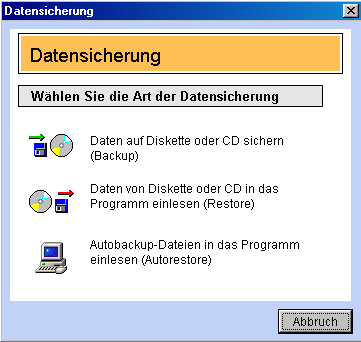 Datensicherung
Datensicherung
Wählen Sie die Art der Datensicherung
Daten auf Diskette oder CD sichern
(Backup)
Daten von Diskette oder CD in das
Programm einlesen (Restore)
Autobackup-Dateien in das Programm
einlesen (Autorestore)
Abbruch